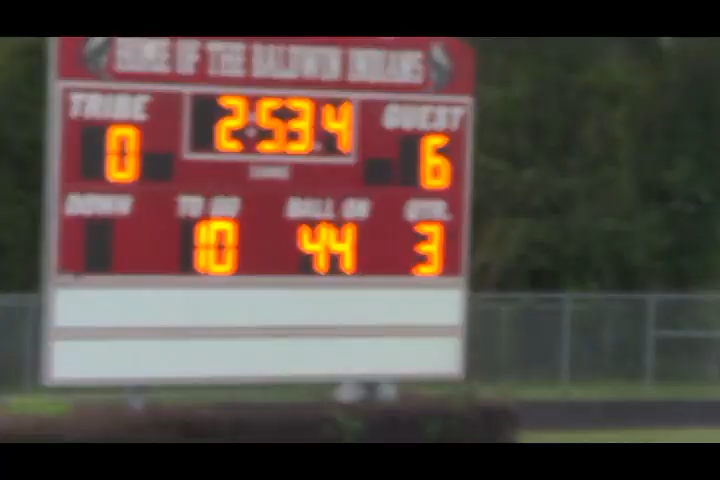 HOME OF THE BALDWIN INDIANS
TRIBE 2:53.4 GUEST
0 6
DOWN TO GO BALL ON QTR.
10 44 3